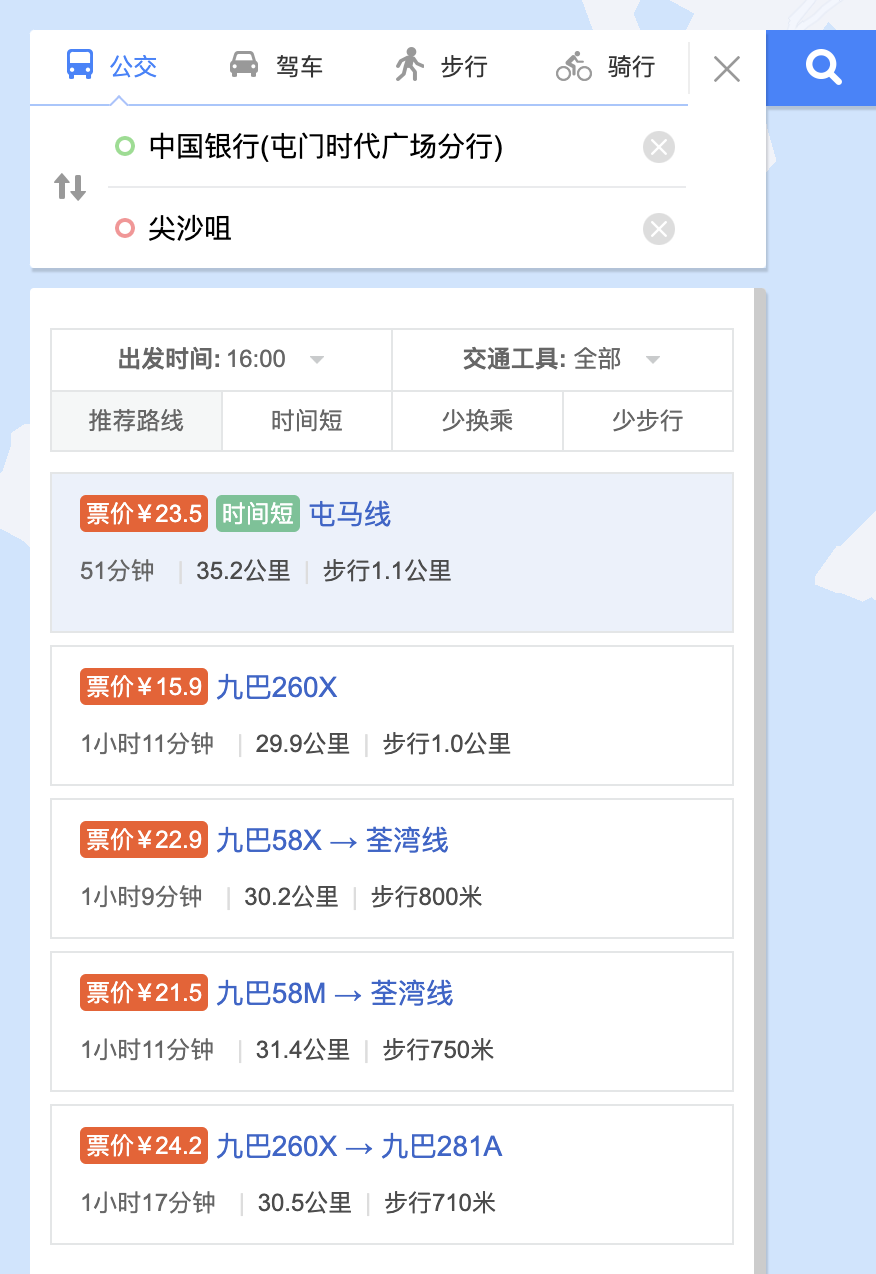 公交 驾车 步行 骑行
中国银行(屯门时代广场分行)
尖沙咀
出发时间: 16:00 交通工具: 全部
推荐路线 时间短 少换乘 少步行
票价¥23.5 时间短 屯马线
51分钟 | 35.2公里 | 步行1.1公里
票价¥15.9 九巴260X
1小时11分钟 | 29.9公里 | 步行1.0公里
票价¥22.9 九巴58X → 荃湾线
1小时9分钟 | 30.2公里 | 步行800米
票价¥21.5 九巴58M → 荃湾线
1小时11分钟 | 31.4公里 | 步行750米
票价¥24.2 九巴260X → 九巴281A
1小时17分钟 | 30.5公里 | 步行710米